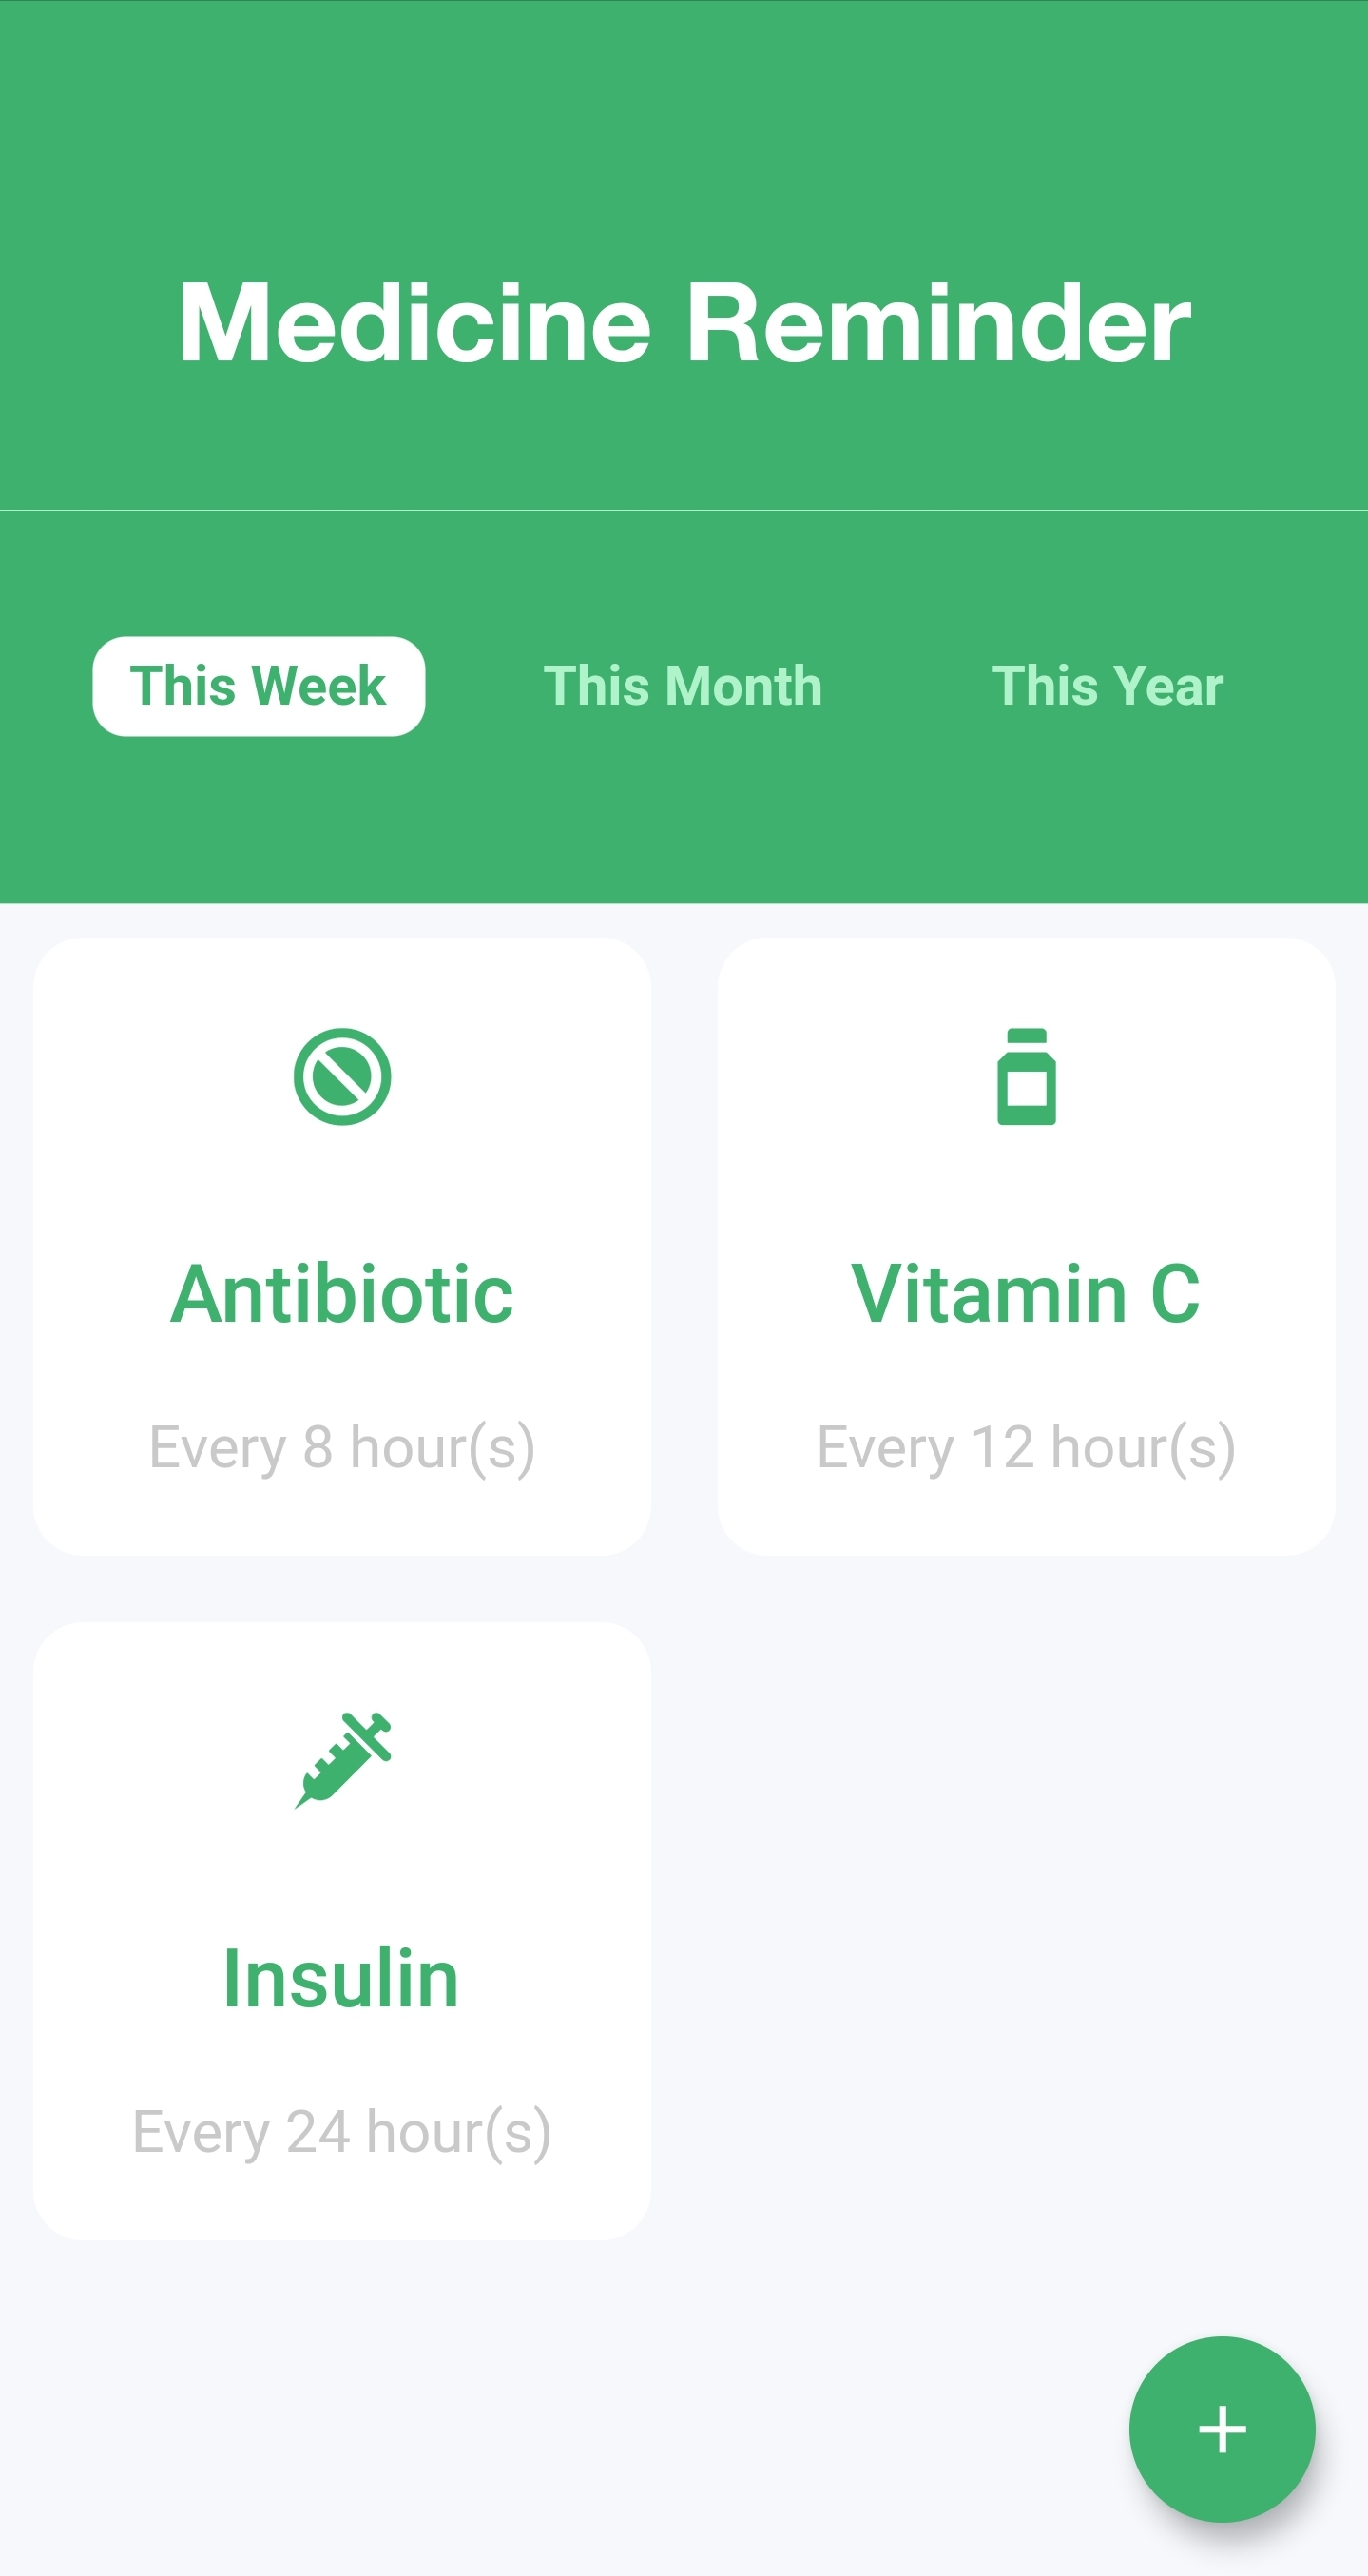 Medicine Reminder
This Week This Month This Year
Antibiotic
Every 8 hour(s)
Vitamin C
Every 12 hour(s)
Insulin
Every 24 hour(s)
+